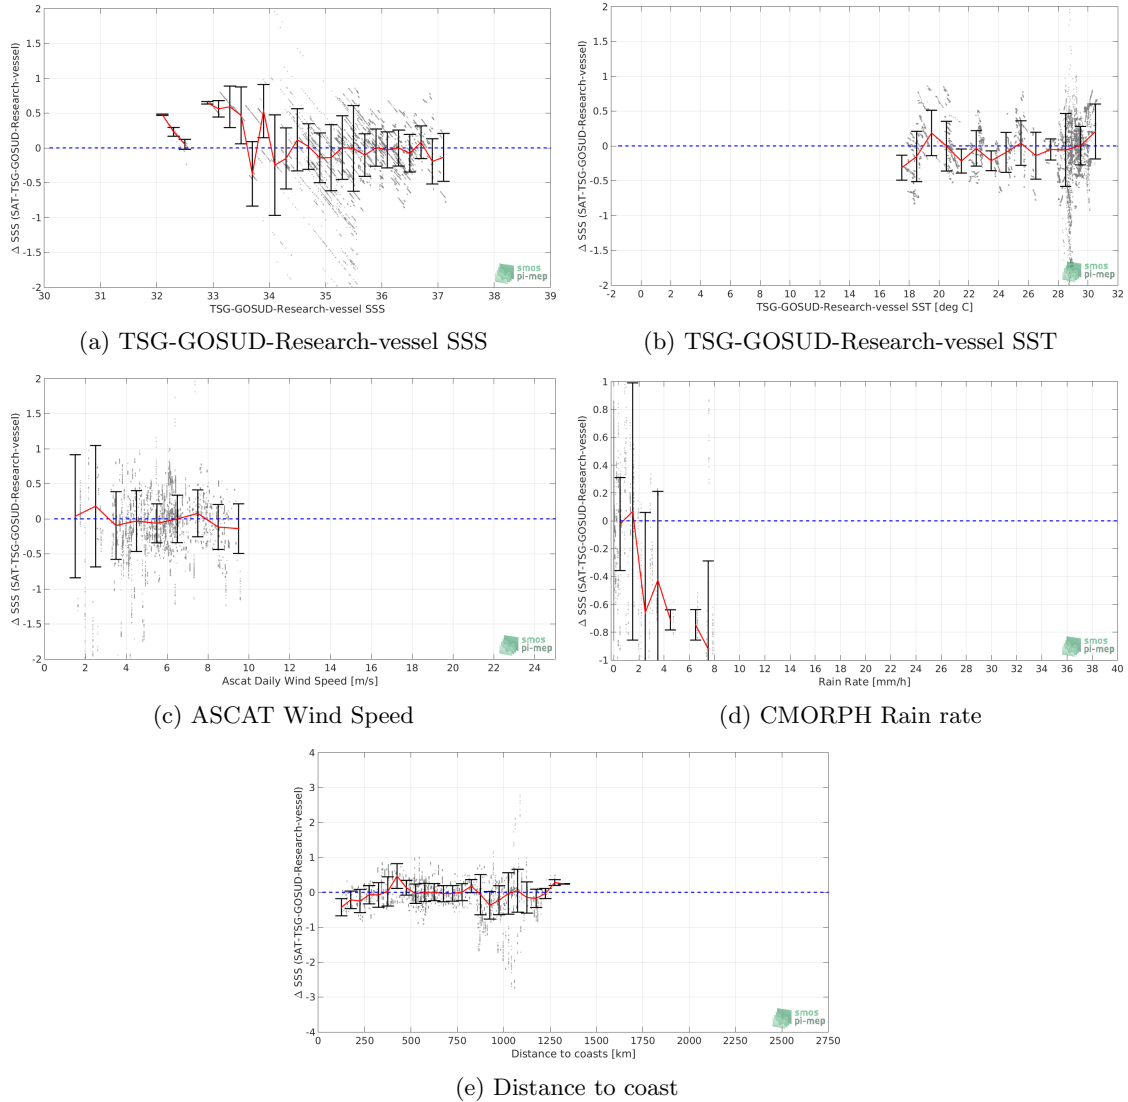 Δ SSS (SAT-TSG-GOSUD-Research-vessel)
2
1.5
1
0.5
0
-0.5
-1
-1.5
-2
30 31 32 33 34 35 36 37 38 39
TSG-GOSUD-Research-vessel SSS
smos
pi-mep
(a) TSG-GOSUD-Research-vessel SSS
Δ SSS (SAT-TSG-GOSUD-Research-vessel)
2
1.5
1
0.5
0
-0.5
-1
-1.5
-2
-2 0 2 4 6 8 10 12 14 16 18 20 22 24 26 28 30 32
TSG-GOSUD-Research-vessel SST [deg C]
smos
pi-mep
(b) TSG-GOSUD-Research-vessel SST
Δ SSS (SAT-TSG-GOSUD-Research-vessel)
2
1.5
1
0.5
0
-0.5
-1
-1.5
-2
0 2 4 6 8 10 12 14 16 18 20 22 24
Ascat Daily Wind Speed [m/s]
smos
pi-mep
(c) ASCAT Wind Speed
Δ SSS (SAT-TSG-GOSUD-Research-vessel)
1
0.8
0.6
0.4
0.2
0
-0.2
-0.4
-0.6
-0.8
-1
0 2 4 6 8 10 12 14 16 18 20 22 24 26 28 30 32 34 36 38 40
Rain Rate [mm/h]
smos
pi-mep
(d) CMORPH Rain rate
Δ SSS (SAT-TSG-GOSUD-Research-vessel)
4
3
2
1
0
-1
-2
-3
-4
0 250 500 750 1000 1250 1500 1750 2000 2250 2500 2750
Distance to coasts [km]
smos
pi-mep
(e) Distance to coast